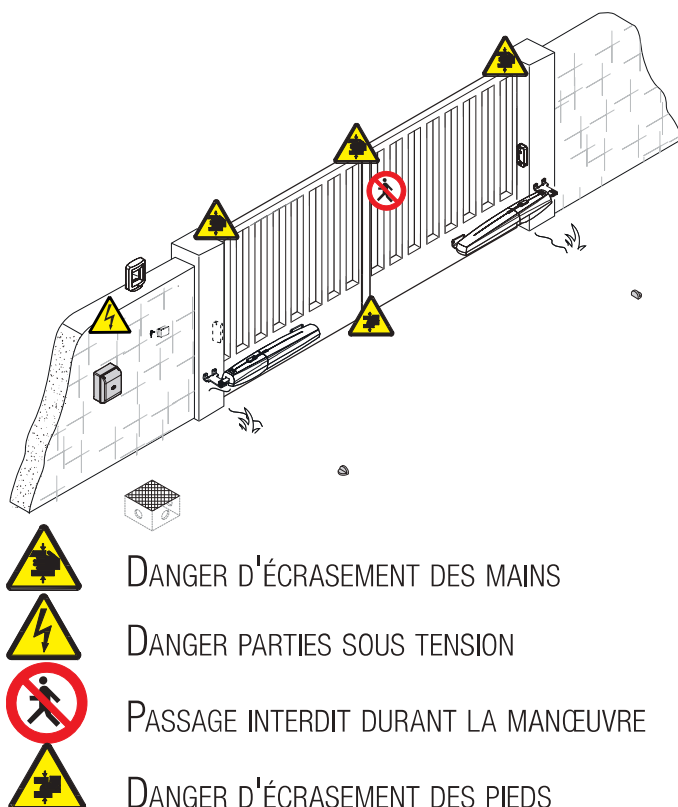 DANGER D'ÉCRASEMENT DES MAINS
DANGER PARTIES SOUS TENSION
PASSAGE INTERDIT DURANT LA MANŒUVRE
DANGER D'ÉCRASEMENT DES PIEDS